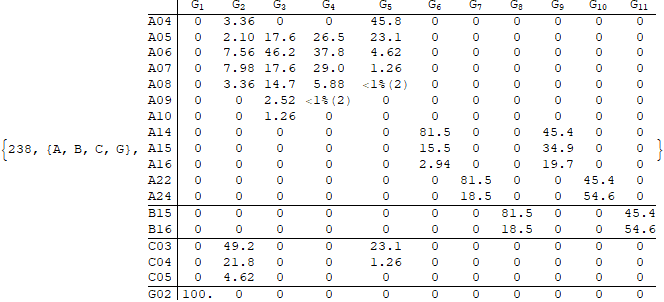 G1 G2 G3 G4 G5 G6 G7 G8 G9 G10 G11
A04 0 3.36 0 0 45.8 0 0 0 0 0 0
A05 0 2.10 17.6 26.5 23.1 0 0 0 0 0 0
A06 0 7.56 46.2 37.8 4.62 0 0 0 0 0 0
A07 0 7.98 17.6 29.0 1.26 0 0 0 0 0 0
A08 0 3.36 14.7 5.88 <1%(2) 0 0 0 0 0 0
A09 0 0 2.52 <1%(2) 0 0 0 0 0 0 0
A10 0 0 1.26 0 0 0 0 0 0 0 0
A14 0 0 0 0 0 81.5 0 0 45.4 0 0
{238, {A, B, C, G}, A15 0 0 0 0 0 15.5 0 0 34.9 0 0 }
A16 0 0 0 0 0 2.94 0 0 19.7 0 0
A22 0 0 0 0 0 0 81.5 0 0 45.4 0
A24 0 0 0 0 0 0 18.5 0 0 54.6 0
B15 0 0 0 0 0 0 0 81.5 0 0 45.4
B16 0 0 0 0 0 0 0 18.5 0 0 54.6
C03 0 49.2 0 0 23.1 0 0 0 0 0 0
C04 0 21.8 0 0 1.26 0 0 0 0 0 0
C05 0 4.62 0 0 0 0 0 0 0 0 0
G02 100. 0 0 0 0 0 0 0 0 0 0